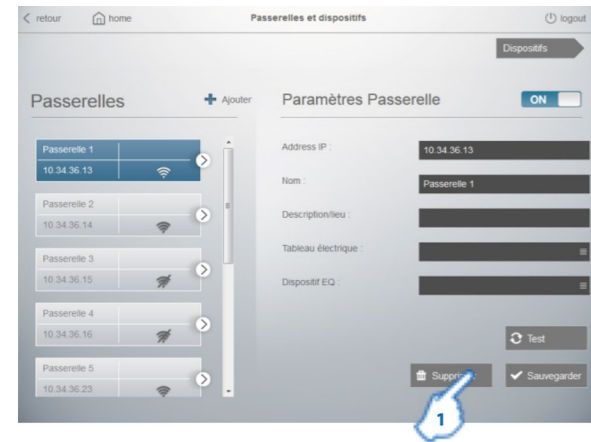 retour
home
Passerelles et dispositifs
logout
Dispositifs
Passerelles
Ajouter
Paramètres Passerelle
ON
Passerelle 1
10.34.36.13
Passerelle 2
10.34.36.14
Passerelle 3
10.34.36.15
Passerelle 4
10.34.36.16
Passerelle 5
10.34.36.23
Address IP :
10.34.36.13
Nom :
Passerelle 1
Description/lieu :
Tableau électrique :
Dispositif EQ :
Test
Sauvegarder
1